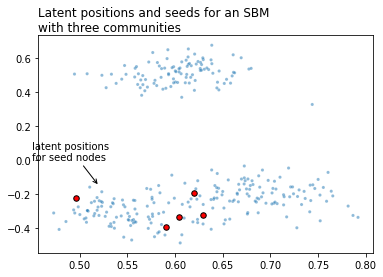 Latent positions and seeds for an SBM
with three communities
0.6
0.4
0.2
0.0
latent positions
for seed nodes
−0.2
−0.4
0.50 0.55 0.60 0.65 0.70 0.75 0.80